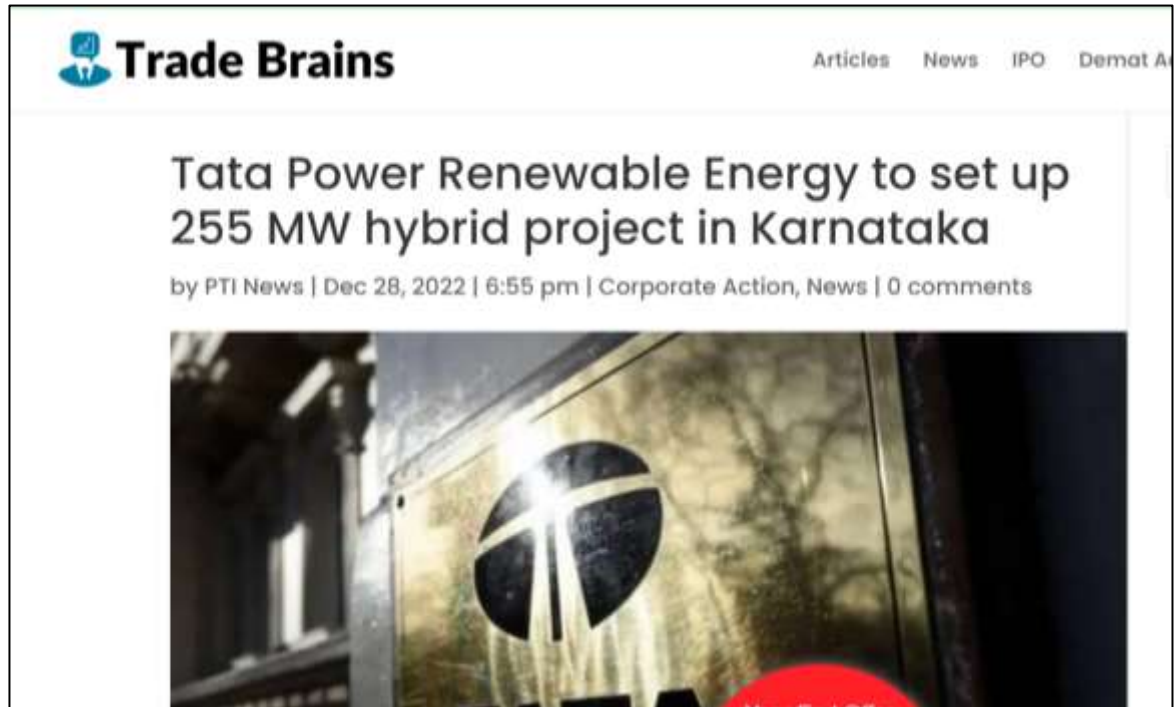 Trade Brains
Articles News IPO Demat
Tata Power Renewable Energy to set up
255 MW hybrid project in Karnataka
by PTI News | Dec 28, 2022 | 6:55 pm | Corporate Action, News | 0 comments